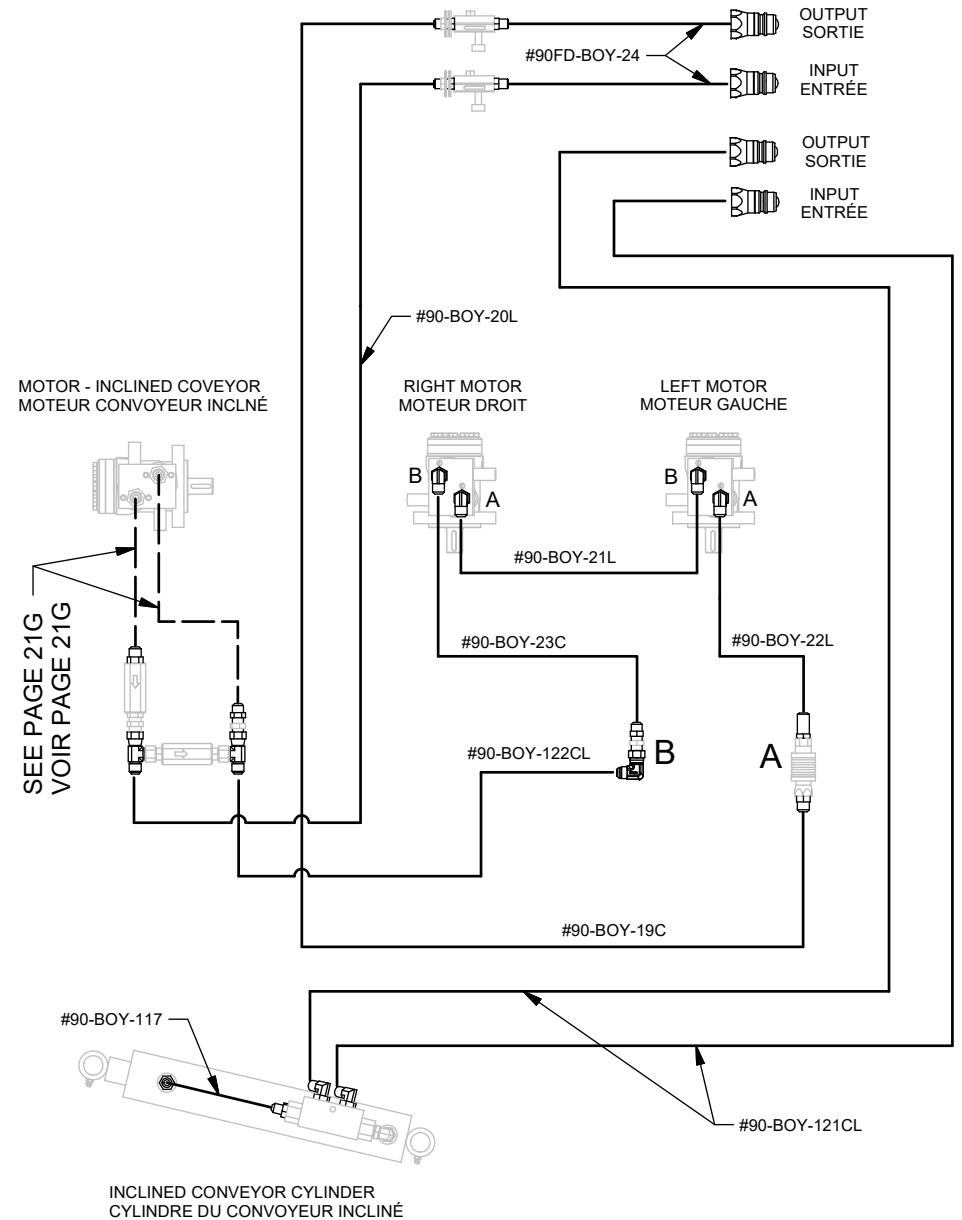 OUTPUT
SORTIE
#90FD-BOY-24
INPUT
ENTRÉE
OUTPUT
SORTIE
INPUT
ENTRÉE
#90-BOY-20L
MOTOR - INCLINED COVEYOR
MOTEUR CONVOYEUR INCLNÉ
RIGHT MOTOR
MOTEUR DROIT
LEFT MOTOR
MOTEUR GAUCHE
B
A
B
A
#90-BOY-21L
SEE PAGE 21G
VOIR PAGE 21G
#90-BOY-23C
#90-BOY-22L
#90-BOY-122CL
B
A
#90-BOY-19C
#90-BOY-117
#90-BOY-121CL
INCLINED CONVEYOR CYLINDER
CYLINDRE DU CONVOYEUR INCLINÉ